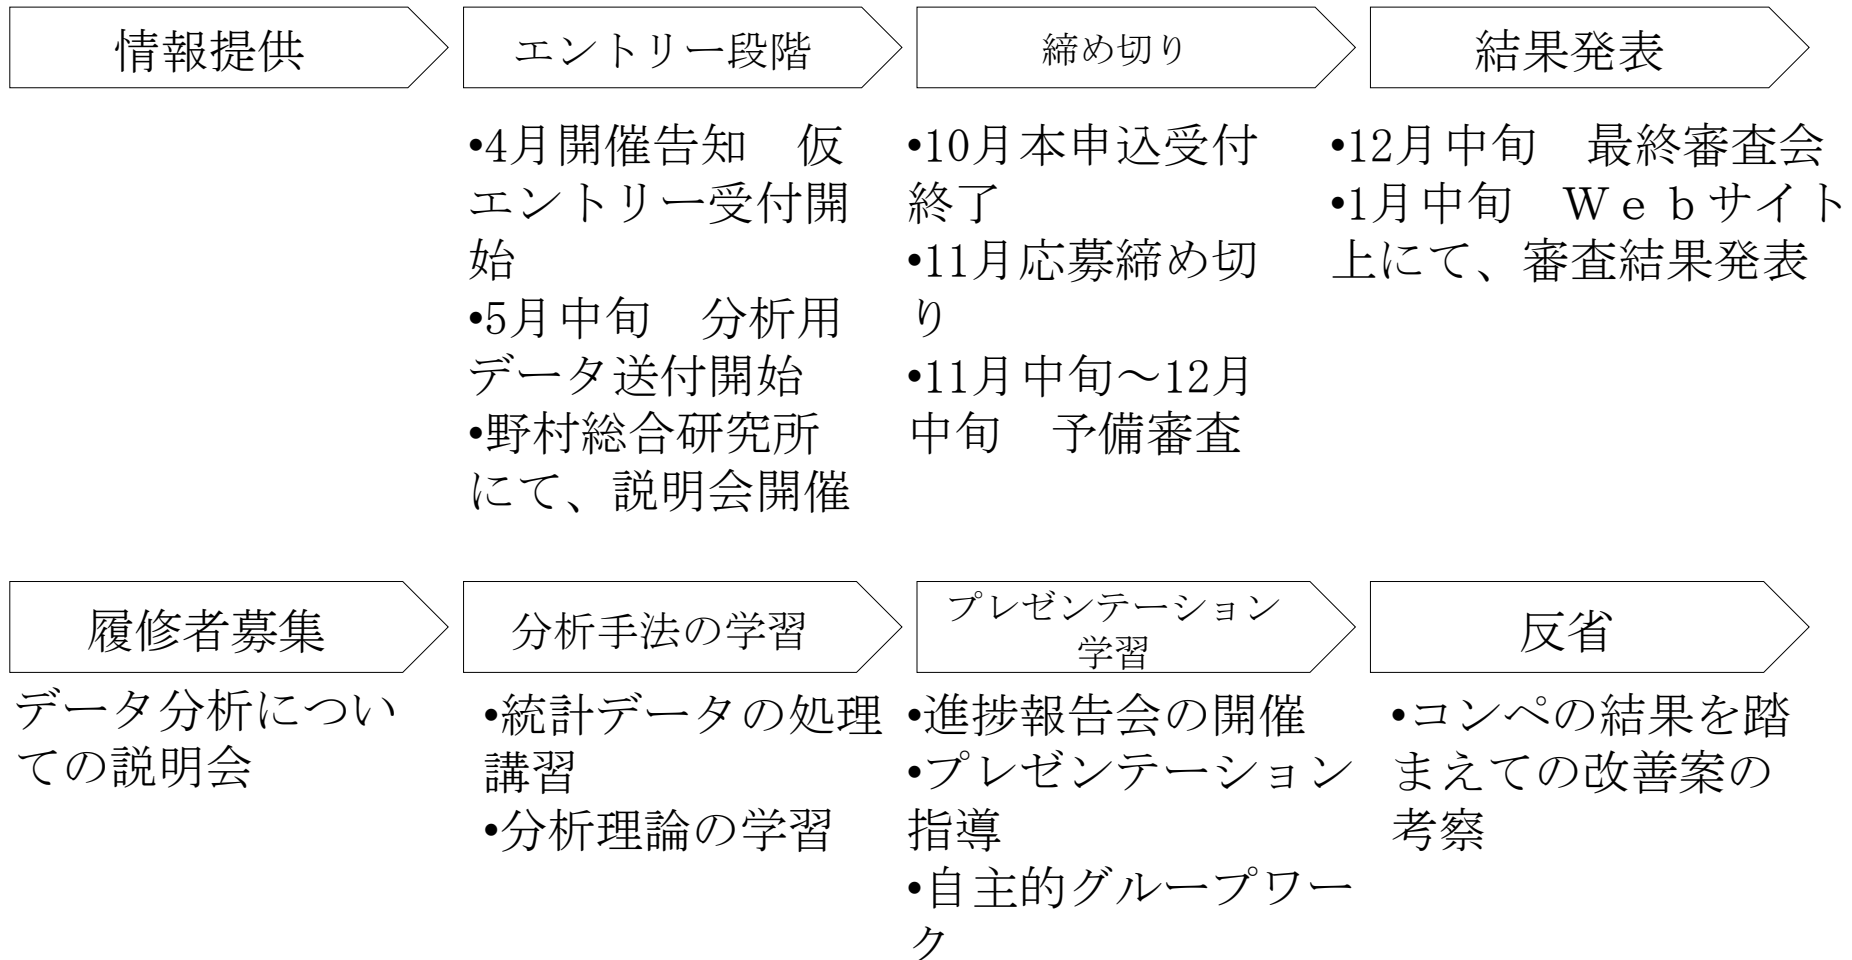 情報提供
エントリー段階
締め切り
結果発表
•4月開催告知　仮
エントリー受付開
始
•5月中旬　分析用
データ送付開始
•野村総合研究所
にて、説明会開催
•10月本申込受付
終了
•11月応募締め切
り
•11月中旬～12月
中旬　予備審査
•12月中旬　最終審査会
•1月中旬　Ｗｅｂサイト
上にて、審査結果発表
履修者募集
分析手法の学習
プレゼンテーション
学習
反省
データ分析につい
ての説明会
•統計データの処理
講習
•分析理論の学習
•進捗報告会の開催
•プレゼンテーション
指導
•自主的グループワー
ク
•コンペの結果を踏
まえての改善案の
考察